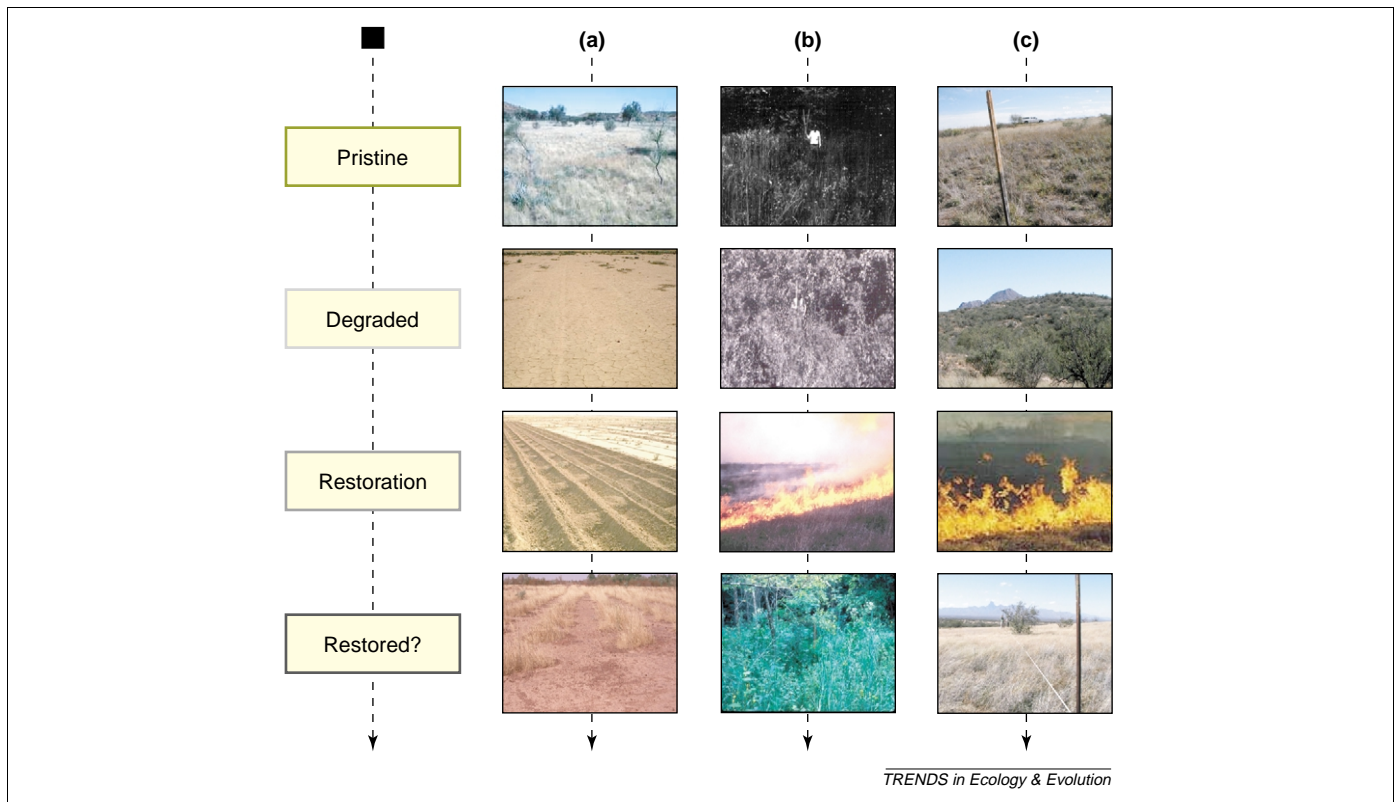 (a) (b) (c)
Pristine
Degraded
Restoration
Restored?
TRENDS in Ecology & Evolution